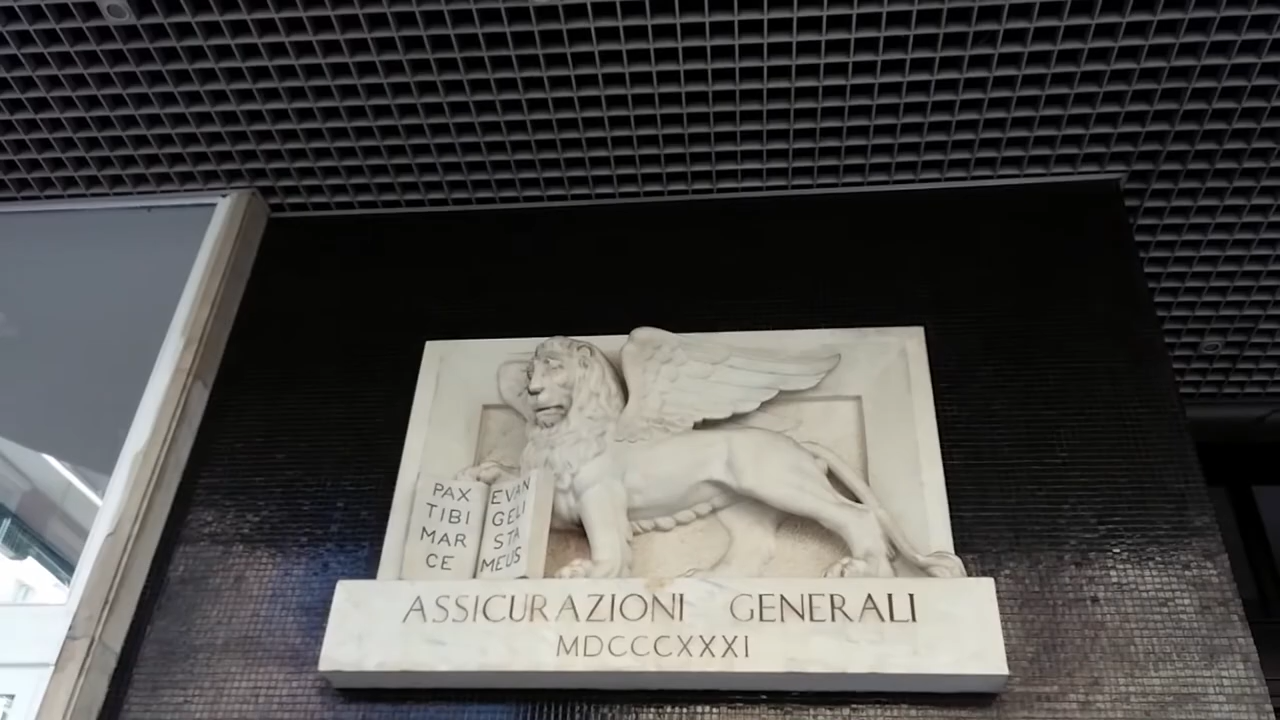 PAX
TIBI
MAR
CE
EVAN
GELI
STA
MEUS
ASSICURAZIONI GENERALI
MDCCCXXXI